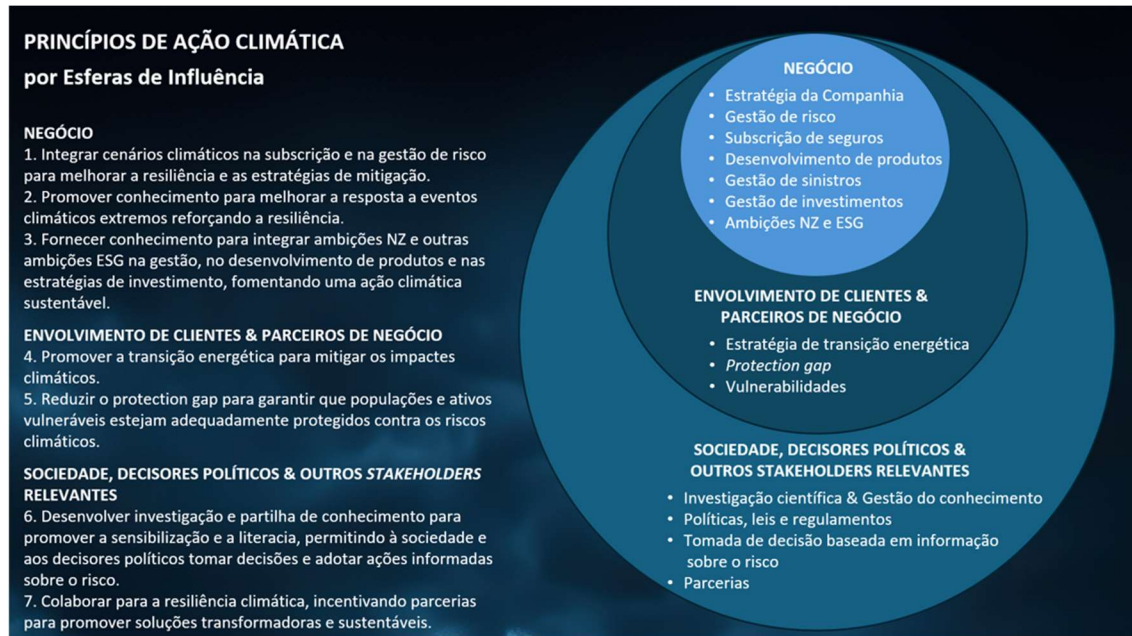 PRINCÍPIOS DE AÇÃO CLIMÁTICA
por Esferas de Influência
NEGÓCIO
1. Integrar cenários climáticos na subscrição e na gestão de risco
para melhorar a resiliência e as estratégias de mitigação.
2. Promover conhecimento para melhorar a resposta a eventos
climáticos extremos reforçando a resiliência.
3. Fornecer conhecimento para integrar ambições NZ e outras
ambições ESG na gestão, no desenvolvimento de produtos e nas
estratégias de investimento, fomentando uma ação climática
sustentável.
ENVOLVIMENTO DE CLIENTES & PARCEIROS DE NEGÓCIO
4. Promover a transição energética para mitigar os impactes
climáticos.
5. Reduzir o protection gap para garantir que populações e ativos
vulneráveis estejam adequadamente protegidos contra os riscos
climáticos.
SOCIEDADE, DECISORES POLÍTICOS & OUTROS STAKEHOLDERS
RELEVANTES
6. Desenvolver investigação e partilha de conhecimento para
promover a sensibilização e a literacia, permitindo à sociedade e
aos decisores políticos tomar decisões e adotar ações informadas
sobre o risco.
7. Colaborar para a resiliência climática, incentivando parcerias
para promover soluções transformadoras e sustentáveis.
NEGÓCIO
• Estratégia da Companhia
• Gestão de risco
• Subscrição de seguros
• Desenvolvimento de produtos
• Gestão de sinistros
• Gestão de investimentos
• Ambições NZ e ESG
ENVOLVIMENTO DE CLIENTES &
PARCEIROS DE NEGÓCIO
• Estratégia de transição energética
• Protection gap
• Vulnerabilidades
SOCIEDADE, DECISORES POLÍTICOS &
OUTROS STAKEHOLDERS RELEVANTES
• Investigação científica & Gestão do conhecimento
• Políticas, leis e regulamentos
• Tomada de decisão baseada em informação
sobre o risco
• Parcerias